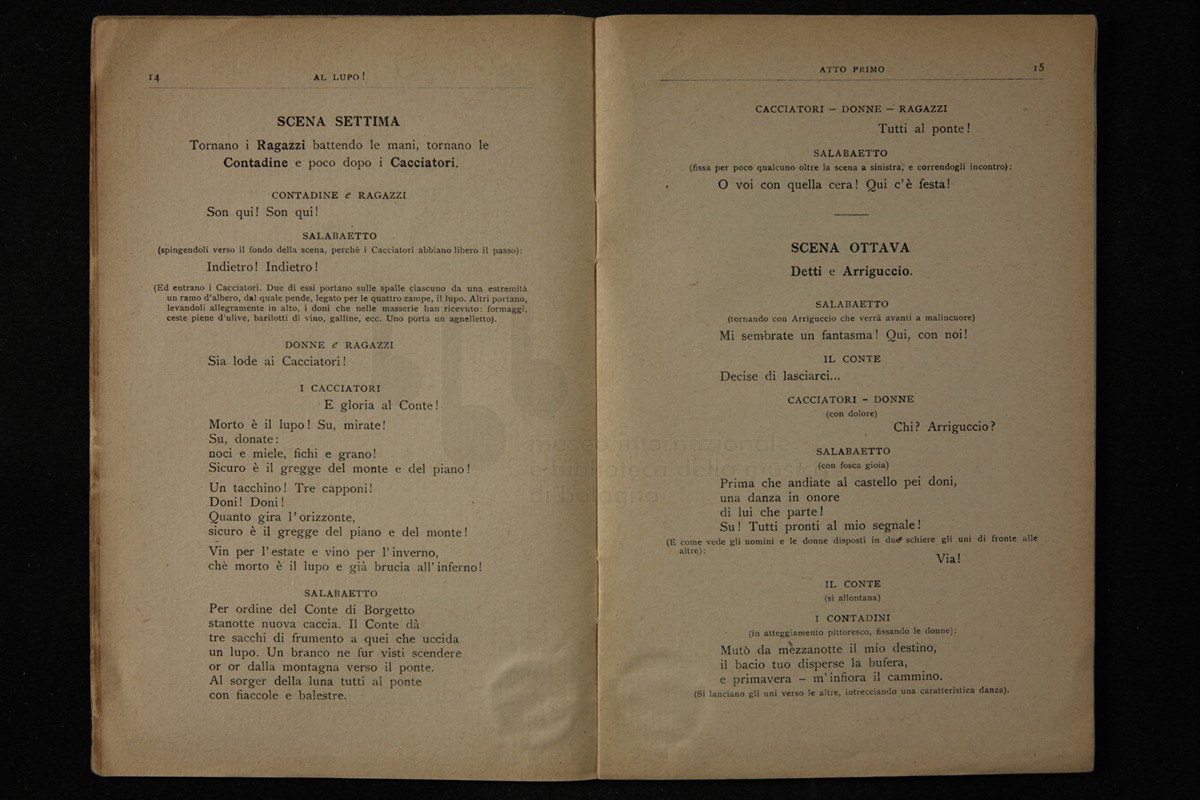 14
AL LUPO!
SCENA SETTIMA
Tornano i Ragazzi battendo le mani, tornano le
Contadine e poco dopo i Cacciatori.
CONTADINE e RAGAZZI
Son qui! Son qui!
SALABAETTO
(spingendoli verso il fondo della scena, perchè i Cacciatori abbiano libero il passo):
Indietro! Indietro!
(Ed entrano i Cacciatori. Due di essi portano sulle spalle ciascuno da una estremità
un ramo d'albero, dal quale pende, legato per le quattro zampe, il lupo. Altri portano,
levandoli allegramente in alto, i doni che nelle masserie han ricevuto: formaggi,
ceste piene d'ulive, barilotti di vino, galline, ecc. Uno porta un agnelletto).
DONNE e RAGAZZI
Sia lode ai Cacciatori!
I CACCIATORI
E gloria al Conte!
Morto è il lupo! Su, mirate!
Su, donate:
noci e miele, fichi e grano!
Sicuro è il gregge del monte e del piano!
Un tacchino! Tre capponi!
Doni! Doni!
Quanto gira l'orizzonte,
sicuro è il gregge del piano e del monte!
Vin per l'estate e vino per l'inverno,
chè morto è il lupo e già brucia all'inferno!
SALABAETTO
Per ordine del Conte di Borgetto
stanotte nuova caccia. Il Conte dà
tre sacchi di frumento a quei che uccida
un lupo. Un branco ne fur visti scendere
or or dalla montagna verso il ponte.
Al sorger della luna tutti al ponte
con fiaccole e balestre.
ATTO PRIMO
15
CACCIATORI – DONNE – RAGAZZI
Tutti al ponte!
SALABAETTO
(fissa per poco qualcuno oltre la scena a sinistra, e correndogli incontro):
O voi con quella cera! Qui c'è festa!
SCENA OTTAVA
Detti e Arriguccio.
SALABAETTO
(tornando con Arriguccio che verrà avanti a malincuore)
Mi sembrate un fantasma! Qui, con noi!
IL CONTE
Decise di lasciarci...
CACCIATORI – DONNE
(con dolore)
Chi? Arriguccio?
SALABAETTO
(con fosca gioia)
Prima che andiate al castello pei doni,
una danza in onore
di lui che parte!
Su! Tutti pronti al mio segnale!
(E come vede gli uomini e le donne disposti in due schiere gli uni di fronte alle
altre):
Via!
IL CONTE
(si allontana)
I CONTADINI
(in atteggiamento pittoresco, fissando le donne):
Mutò da mezzanotte il mio destino,
il bacio tuo disperse la bufera,
e primavera – m'infiora il cammino.
(Si lanciano gli uni verso le altre, intrecciando una caratteristica danza).
museo internazionale
e biblioteca della musica
di bologna